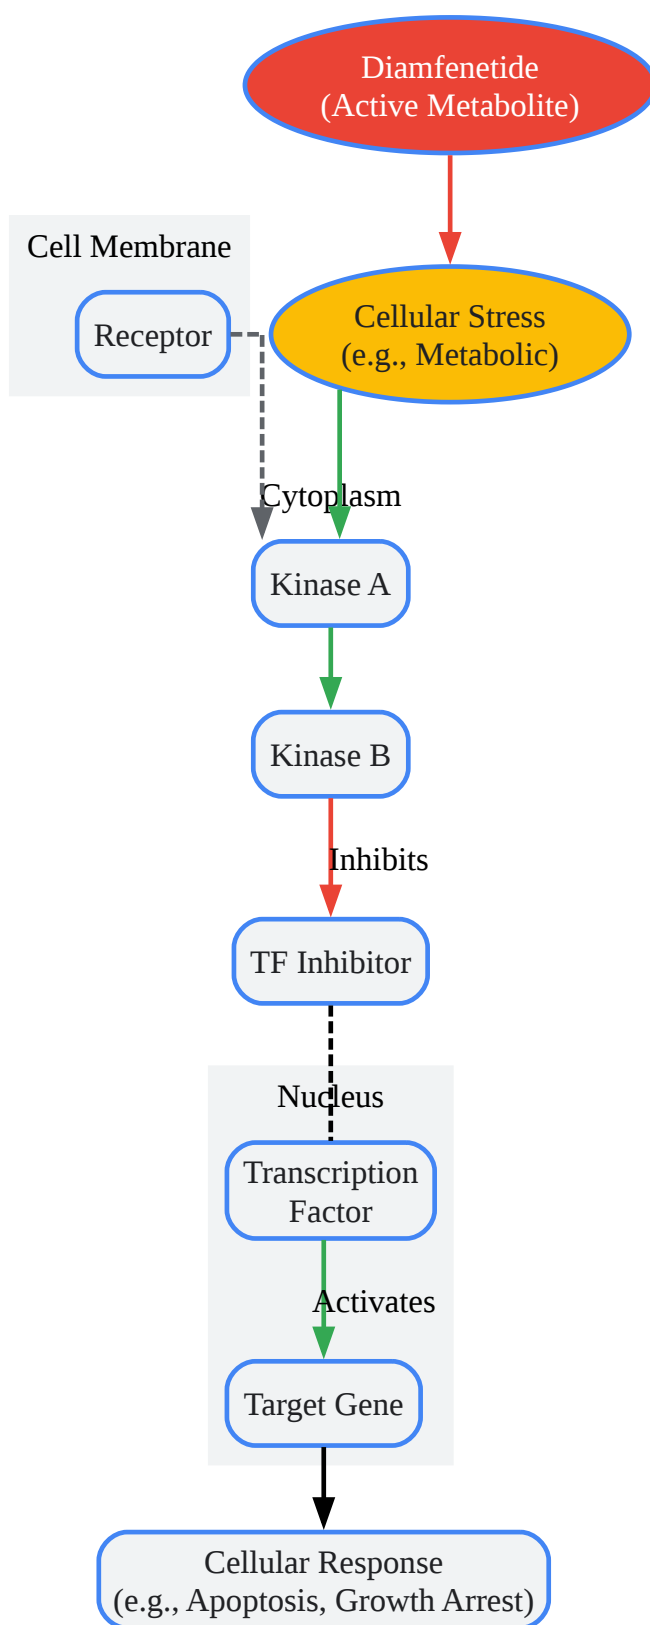 Diamfenetide
(Active Metabolite)
Cell Membrane
Receptor
Cellular Stress
(e.g., Metabolic)
Cytoplasm
Kinase A
Kinase B
Inhibits
TF Inhibitor
Nucleus
Transcription
Factor
Activates
Target Gene
Cellular Response
(e.g., Apoptosis, Growth Arrest)